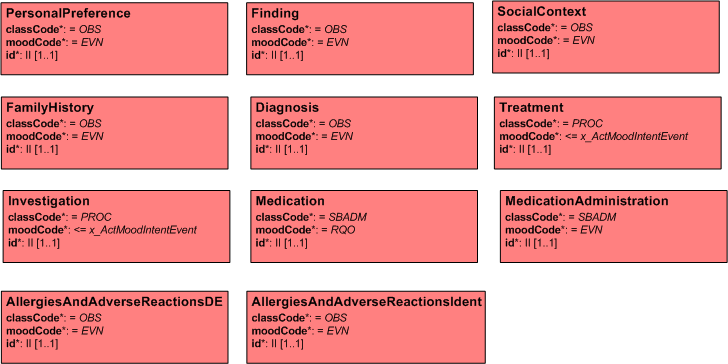 PersonalPreference
classCode*: = OBS
moodCode*: = EVN
id*: II [1..1]
Finding
classCode*: = OBS
moodCode*: = EVN
id*: II [1..1]
SocialContext
classCode*: = OBS
moodCode*: = EVN
id*: II [1..1]
FamilyHistory
classCode*: = OBS
moodCode*: = EVN
id*: II [1..1]
Diagnosis
classCode*: = OBS
moodCode*: = EVN
id*: II [1..1]
Treatment
classCode*: = PROC
moodCode*: <= x_ActMoodIntentEvent
id*: II [1..1]
Investigation
classCode*: = PROC
moodCode*: <= x_ActMoodIntentEvent
id*: II [1..1]
Medication
classCode*: = SBADM
moodCode*: = RQO
id*: II [1..1]
MedicationAdministration
classCode*: = SBADM
moodCode*: = EVN
id*: II [1..1]
AllergiesAndAdverseReactionsDE
classCode*: = OBS
moodCode*: = EVN
id*: II [1..1]
AllergiesAndAdverseReactionsIdent
classCode*: = OBS
moodCode*: = EVN
id*: II [1..1]